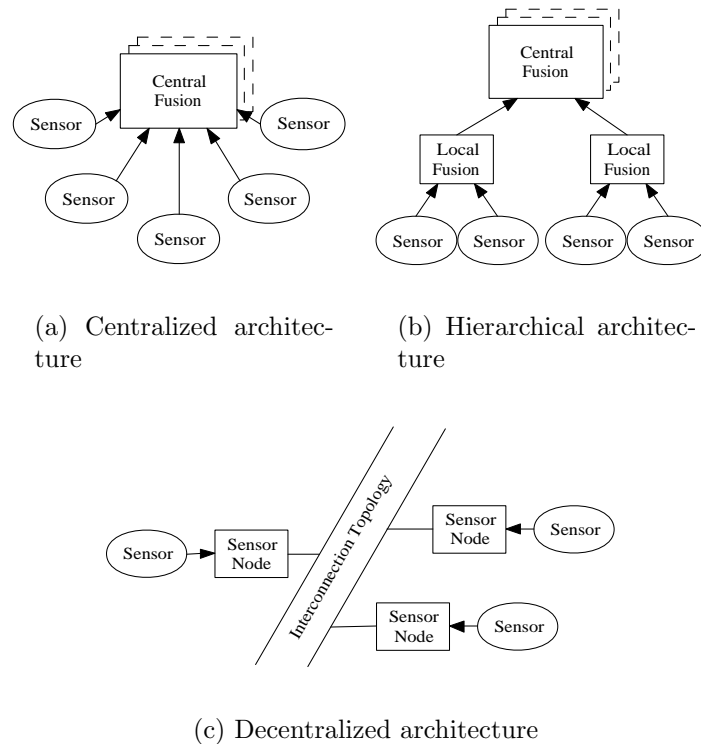 Central
Fusion
Sensor
Sensor
Sensor
Sensor
Sensor
(a) Centralized architec-
ture
Central
Fusion
Local
Fusion
Local
Fusion
Sensor
Sensor
Sensor
Sensor
(b) Hierarchical architec-
ture
Sensor
Sensor
Node
Interconnection Topology
Sensor
Node
Sensor
Sensor
Node
Sensor
(c) Decentralized architecture